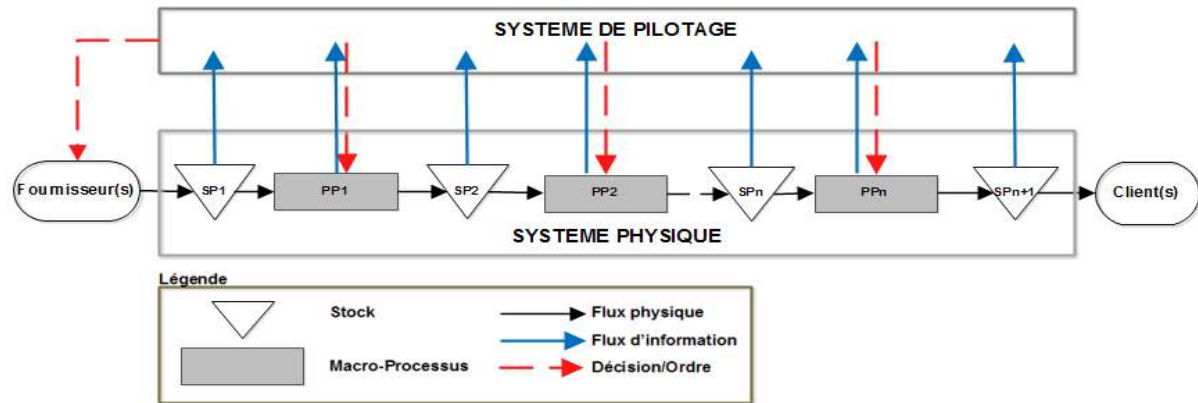 SYSTEME DE PILOTAGE
Fournisseur(s)
SP1
PP1
SP2
PP2
SPn
PPn
SPn+1
Client(s)
SYSTEME PHYSIQUE
Légende
Stock
Flux physique
Flux d'information
Macro-Processus
Décision/Ordre